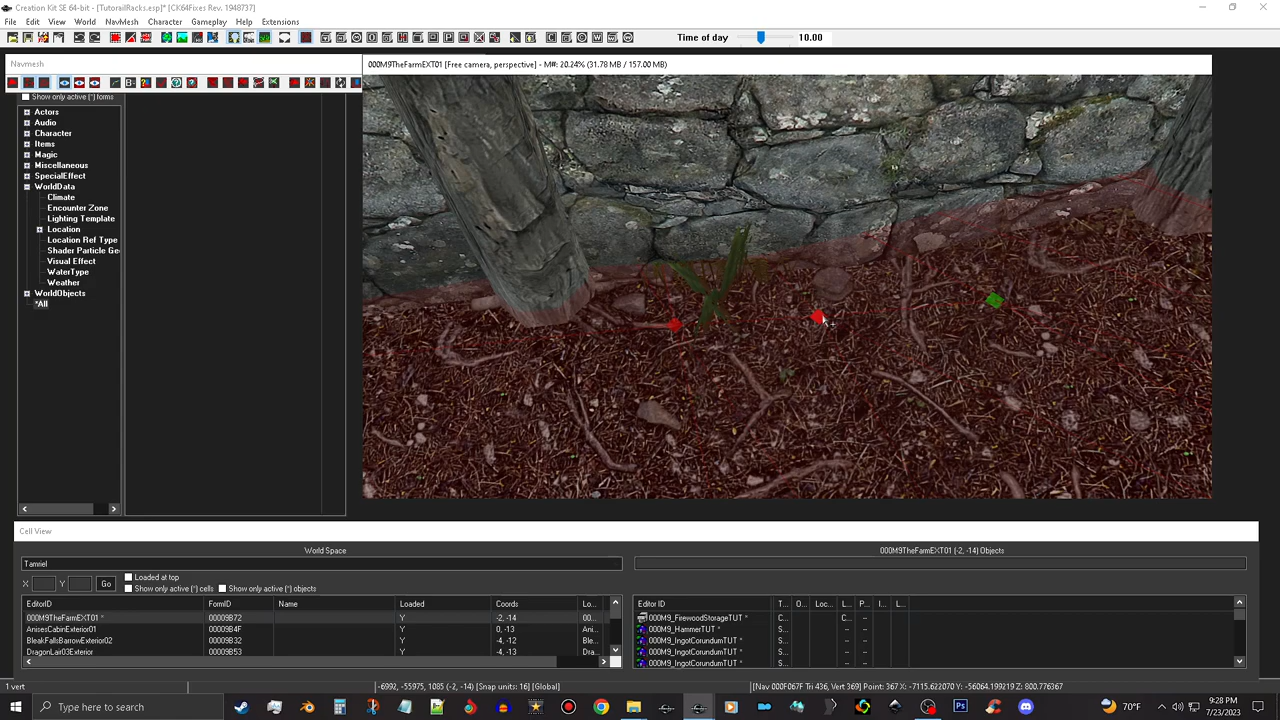 Creation Kit SE 64-bit - [TutorailRacks.esp]* [CK64Fixes Rev. 1948737]
File Edit View World NavMesh Character Gameplay Help Extensions
Time of day 10.00
Navmesh
000M9TheFarmEXT01 [Free camera, perspective] - M#: 20.24% (31.78 MB / 157.00 MB)
Show only active (*) forms
Actors
Audio
Character
Items
Magic
Miscellaneous
SpecialEffect
WorldData
Climate
Encounter Zone
Lighting Template
Location
Location Ref Type
Shader Particle Ge
Visual Effect
WaterType
Weather
WorldObjects
*All
Cell View
World Space
000M9TheFarmEXT01 (-2, -14) Objects
Tamriel
X Y Go
Loaded at top
Show only active (*) cells Show only active (*) objects
EditorID FormID Name Loaded Coords Lo...
000M9TheFarmEXT01 * 00009B72 Y -2, -14 00...
AnisesCabinExterior01 00009B4F Y 0, -13 Ani...
BleakFallsBarrowExterior02 00009B32 Y -4, -12 Ble...
DragonLair03Exterior 00009B53 Y -4, -13 Dra...
Editor ID T... O... Loc... L... P... I... L...
000M9_FirewoodStorageTUT * C... C... --
000M9_HammerTUT * S... -- --
000M9_IngotCorundumTUT * S... -- --
000M9_IngotCorundumTUT * S... -- --
000M9_IngotCorundumTUT * S... -- --
1 vert
-6992, -55975, 1085 (-2, -14) [Snap units: 16] [Global]
[Nav 000F067F Tri 436, Vert 369] Point: 367 X -7115.622070 Y -56064.199219 Z 800.776367
Type here to search
70°F
9:28 PM
7/23/2023